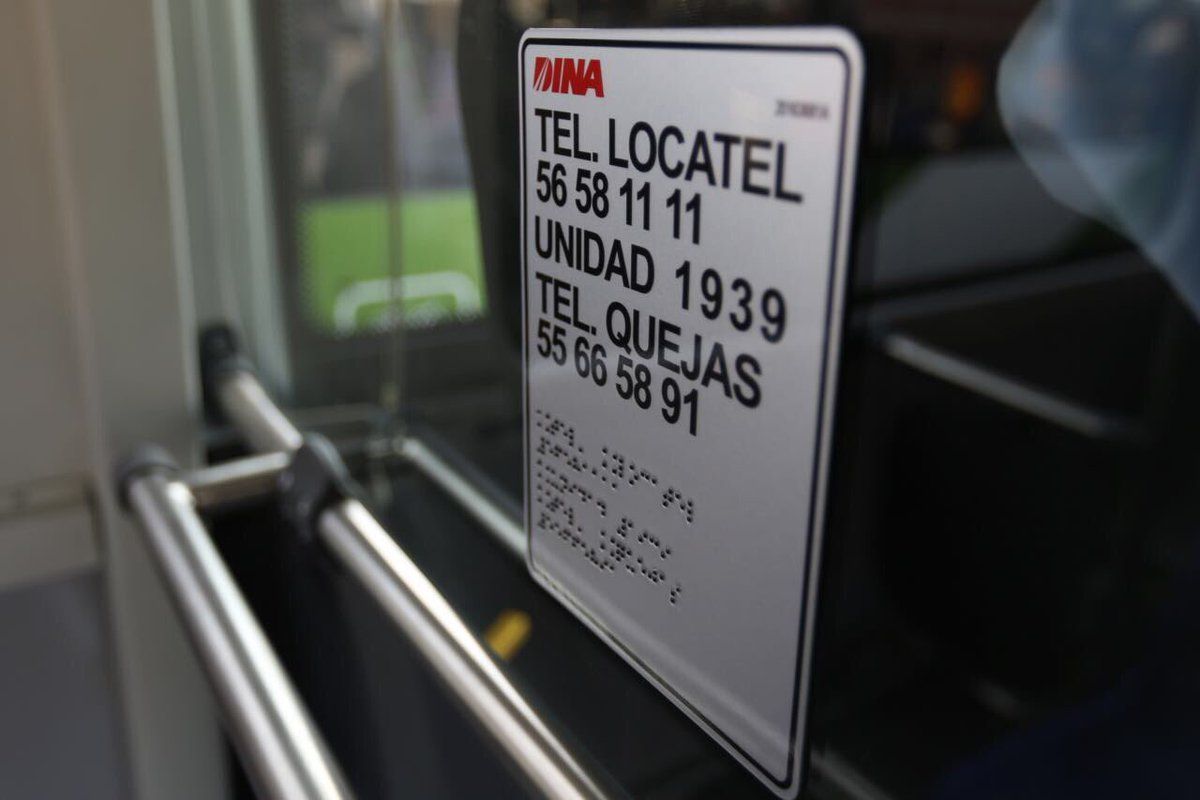 DINA
TEL. LOCATEL
56 58 11 11
UNIDAD 1939
TEL. QUEJAS
55 66 58 91